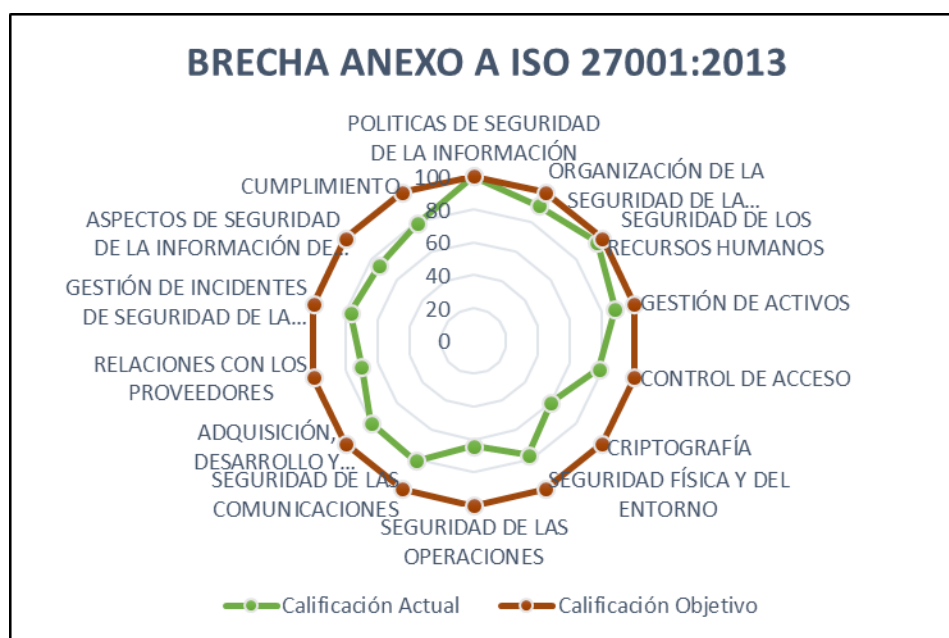 BRECHA ANEXO A ISO 27001:2013
POLITICAS DE SEGURIDAD
DE LA INFORMACIÓN
ORGANIZACIÓN DE LA
SEGURIDAD DE LA...
SEGURIDAD DE LOS
RECURSOS HUMANOS
GESTIÓN DE ACTIVOS
CONTROL DE ACCESO
CRIPTOGRAFÍA
SEGURIDAD FÍSICA Y DEL
ENTORNO
SEGURIDAD DE LAS
OPERACIONES
SEGURIDAD DE LAS
COMUNICACIONES
ADQUISICIÓN,
DESARROLLO Y...
RELACIONES CON LOS
PROVEEDORES
GESTIÓN DE INCIDENTES
DE SEGURIDAD DE LA...
ASPECTOS DE SEGURIDAD
DE LA INFORMACIÓN DE...
CUMPLIMIENTO
100
80
60
40
20
0
Calificación Actual
Calificación Objetivo